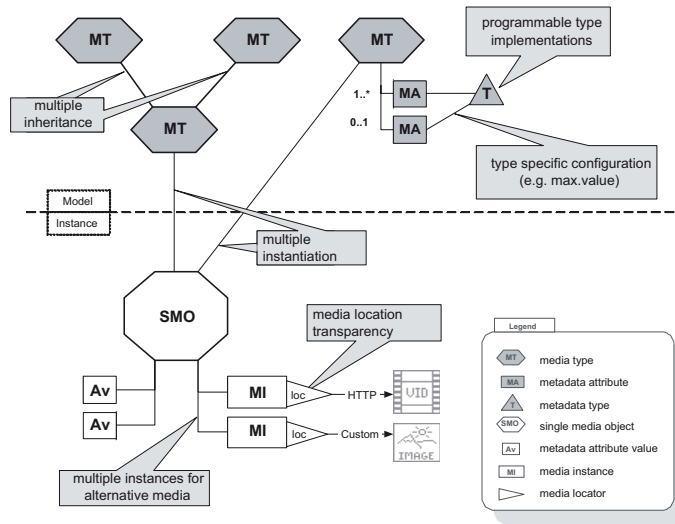 MT
MT
MT
programmable type
implementations
multiple
inheritance
MT
1..*
MA
T
0..1
MA
type specific configuration
(e.g. max.value)
Model
Instance
multiple
instantiation
SMO
media location
transparency
Av
MI
loc
HTTP
VID
Av
MI
loc
Custom
IMAGE
multiple instances for
alternative media
Legend
MT
media type
MA
metadata attribute
T
metadata type
SMO
single media object
Av
metadata attribute value
MI
media instance
media locator